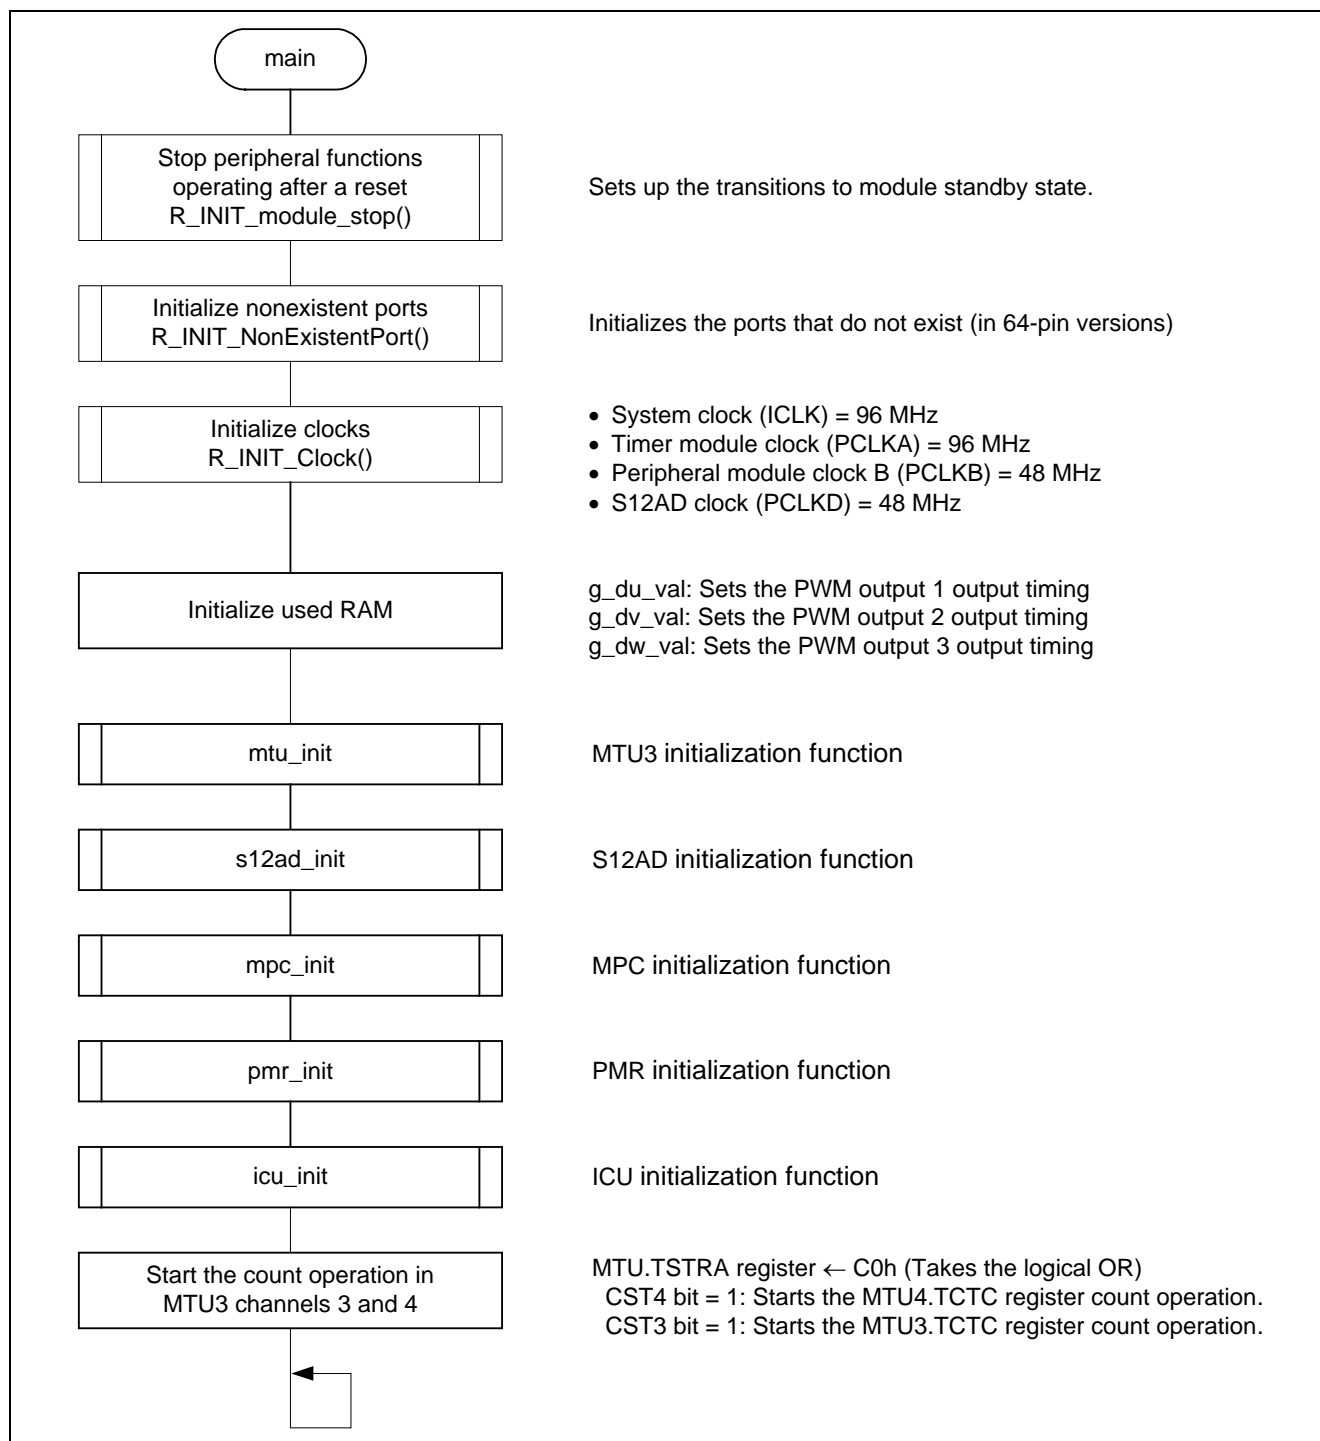 main
Stop peripheral functions
operating after a reset
R_INIT_module_stop()
Sets up the transitions to module standby state.
Initialize nonexistent ports
R_INIT_NonExistentPort()
Initializes the ports that do not exist (in 64-pin versions)
Initialize clocks
R_INIT_Clock()
• System clock (ICLK) = 96 MHz
• Timer module clock (PCLKA) = 96 MHz
• Peripheral module clock B (PCLKB) = 48 MHz
• S12AD clock (PCLKD) = 48 MHz
Initialize used RAM
g_du_val: Sets the PWM output 1 output timing
g_dv_val: Sets the PWM output 2 output timing
g_dw_val: Sets the PWM output 3 output timing
mtu_init
MTU3 initialization function
s12ad_init
S12AD initialization function
mpc_init
MPC initialization function
pmr_init
PMR initialization function
icu_init
ICU initialization function
Start the count operation in
MTU3 channels 3 and 4
MTU.TSTRA register ← C0h (Takes the logical OR)
CST4 bit = 1: Starts the MTU4.TCTC register count operation.
CST3 bit = 1: Starts the MTU3.TCTC register count operation.